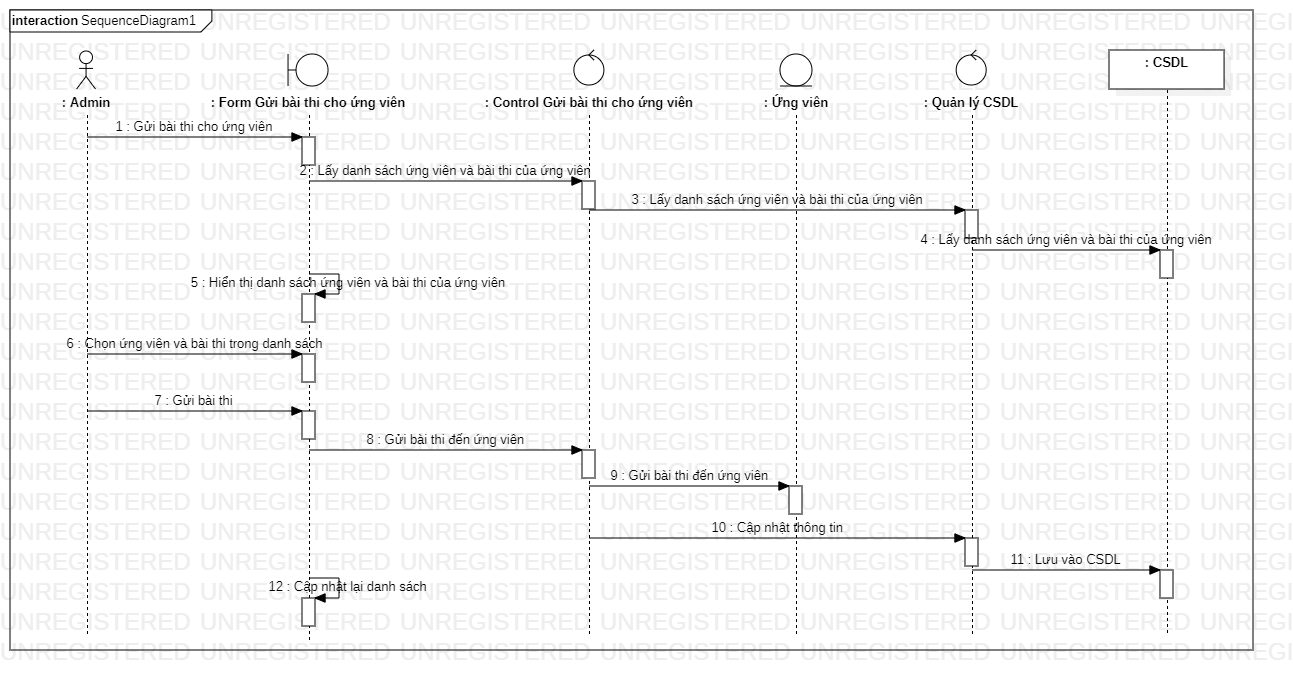 interaction SequenceDiagram1
: Admin
: Form Gửi bài thi cho ứng viên
: Control Gửi bài thi cho ứng viên
: Ứng viên
: Quản lý CSDL
: CSDL
1 : Gửi bài thi cho ứng viên
2 : Lấy danh sách ứng viên và bài thi của ứng viên
3 : Lấy danh sách ứng viên và bài thi của ứng viên
4 : Lấy danh sách ứng viên và bài thi của ứng viên
5 : Hiển thị danh sách ứng viên và bài thi của ứng viên
6 : Chọn ứng viên và bài thi trong danh sách
7 : Gửi bài thi
8 : Gửi bài thi đến ứng viên
9 : Gửi bài thi đến ứng viên
10 : Cập nhật thông tin
11 : Lưu vào CSDL
12 : Cập nhật lại danh sách
UNREGISTERED